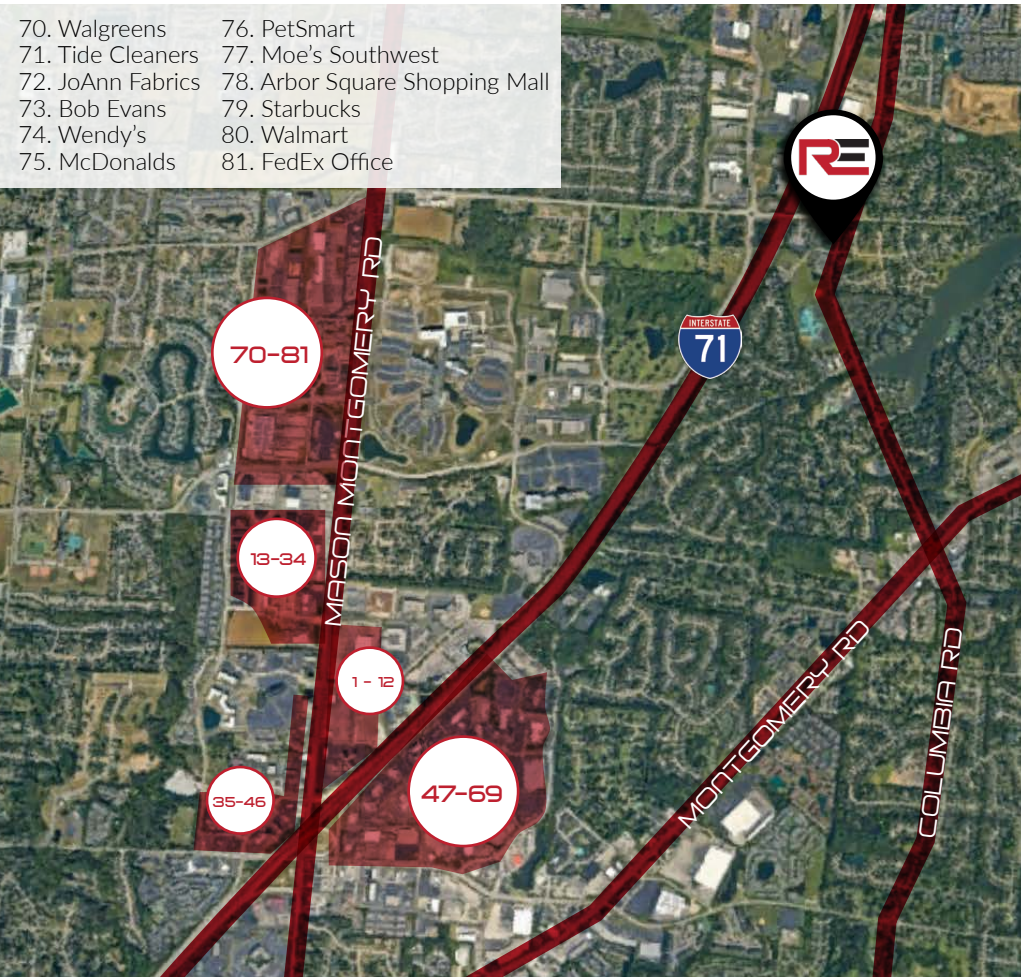 70. Walgreens
71. Tide Cleaners
72. JoAnn Fabrics
73. Bob Evans
74. Wendy’s
75. McDonalds
76. PetSmart
77. Moe’s Southwest
78. Arbor Square Shopping Mall
79. Starbucks
80. Walmart
81. FedEx Office
RE
MASON MONTGOMERY RD
70-81
INTERSTATE
71
13-34
1 - 12
47-69
35-46
MONTGOMERY RD
COLUMBIA RD